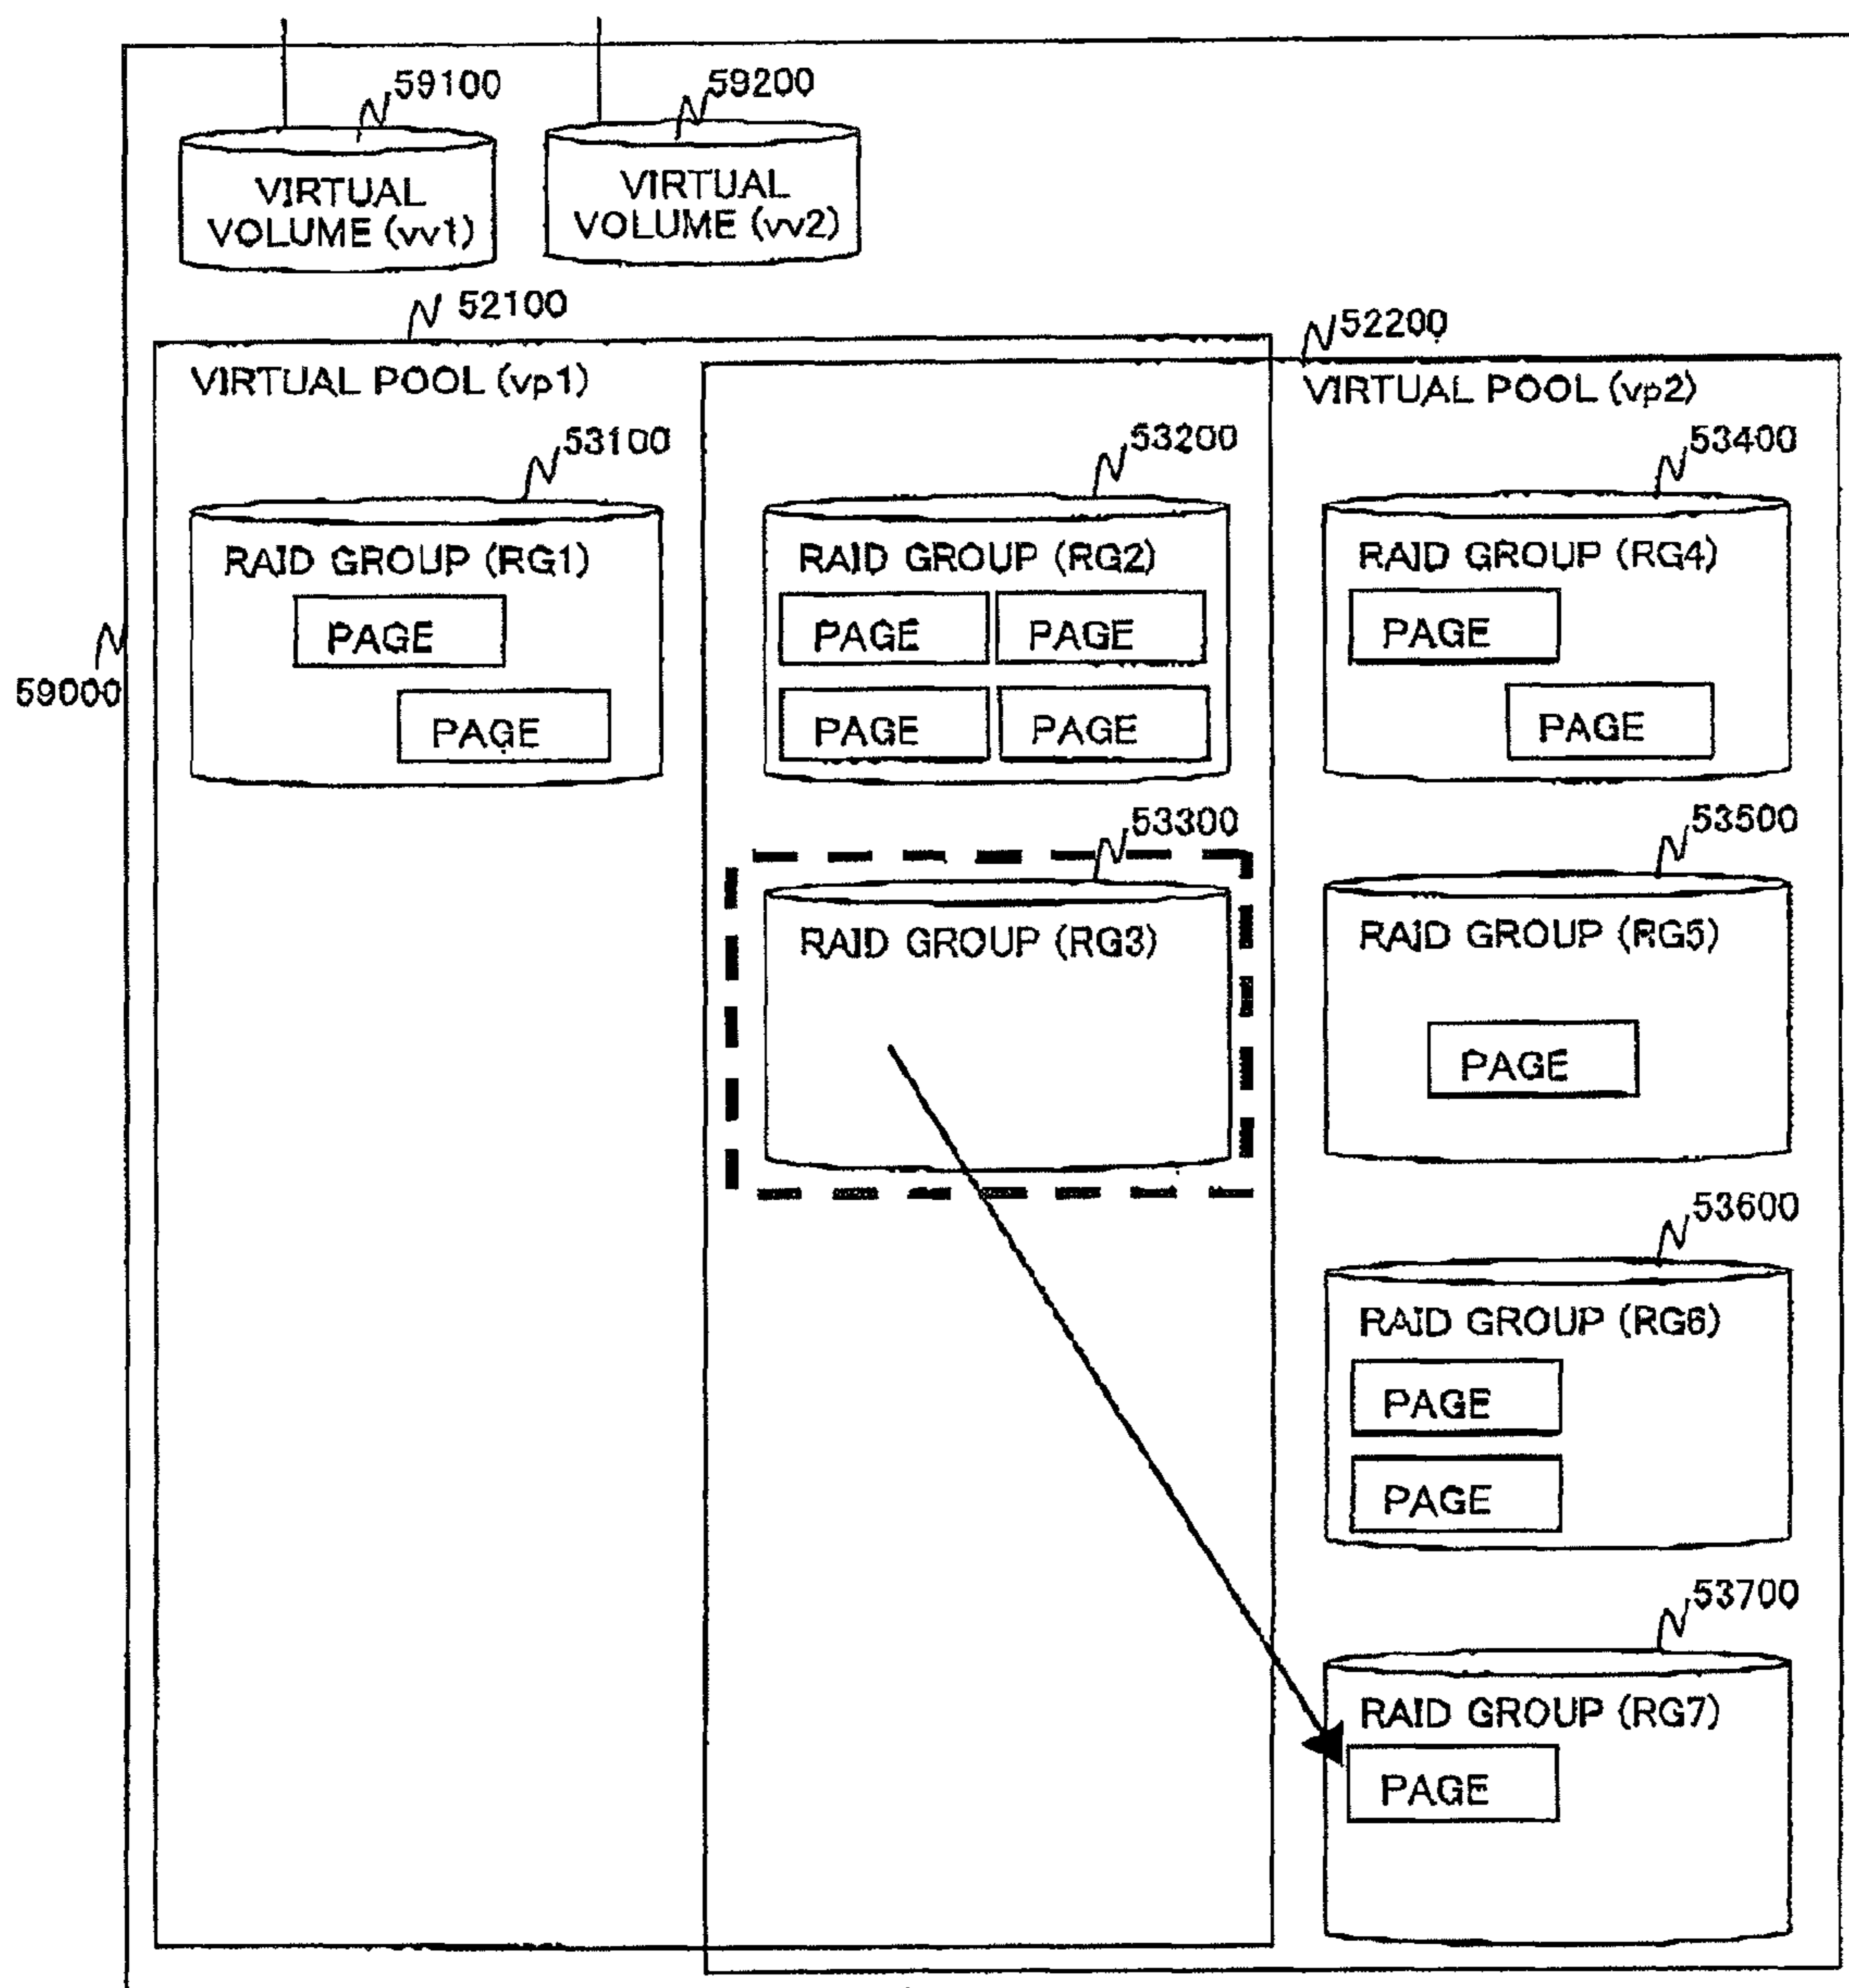 59100
59200
VIRTUAL
VOLUME (vv1)
VIRTUAL
VOLUME (vv2)
52100
52200
VIRTUAL POOL (vp1)
VIRTUAL POOL (vp2)
53100
53200
53400
RAID GROUP (RG1)
RAID GROUP (RG2)
RAID GROUP (RG4)
PAGE
PAGE
PAGE
PAGE
59000
PAGE
PAGE
PAGE
PAGE
53300
53500
RAID GROUP (RG3)
RAID GROUP (RG5)
PAGE
53600
RAID GROUP (RG6)
PAGE
PAGE
53700
RAID GROUP (RG7)
PAGE